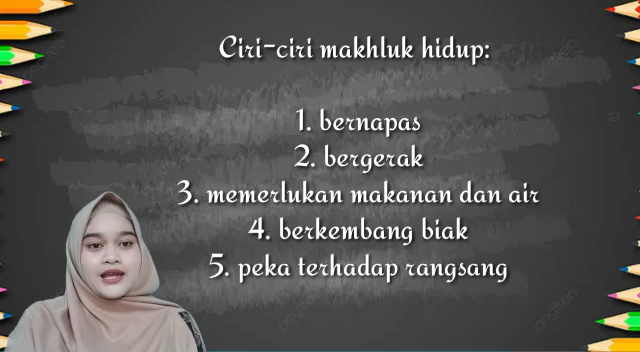 Ciri-ciri makhluk hidup:
1. bernapas
2. bergerak
3. memerlukan makanan dan air
4. berkembang biak
5. peka terhadap rangsang